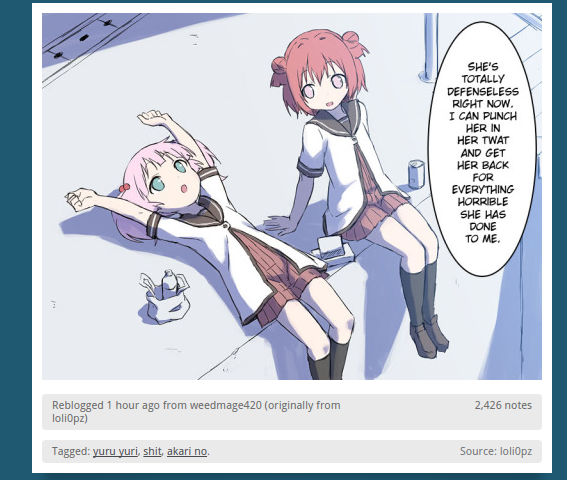 SHE'S
TOTALLY
DEFENSELESS
RIGHT NOW.
I CAN PUNCH
HER IN
HER TWAT
AND GET
HER BACK
FOR
EVERYTHING
HORRIBLE
SHE HAS
DONE
TO ME.
Reblogged 1 hour ago from weedmage420 (originally from
loli0pz)
2,426 notes
Tagged: yuru yuri, shit, akari no.
Source: loli0pz